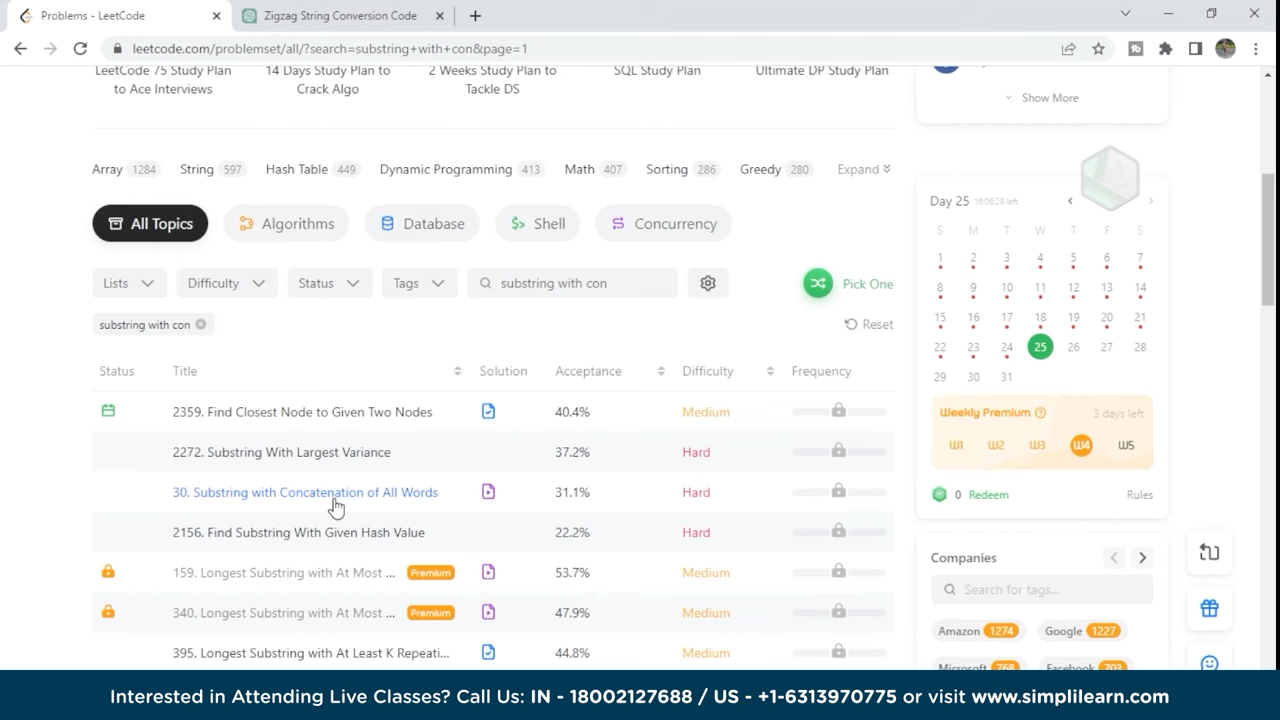 Problems - LeetCode
Zigzag String Conversion Code
leetcode.com/problemset/all/?search=substring+with+con&page=1
LeetCode 75 Study Plan to Ace Interviews
14 Days Study Plan to Crack Algo
2 Weeks Study Plan to Tackle DS
SQL Study Plan
Ultimate DP Study Plan
Show More
Array 1284 String 597 Hash Table 449 Dynamic Programming 413 Math 407 Sorting 286 Greedy 280 Expand
All Topics Algorithms Database $> Shell Concurrency
Lists Difficulty Status Tags substring with con Pick One
substring with con Reset
Status Title Solution Acceptance Difficulty Frequency
2359. Find Closest Node to Given Two Nodes 40.4% Medium
2272. Substring With Largest Variance 37.2% Hard
30. Substring with Concatenation of All Words 31.1% Hard
2156. Find Substring With Given Hash Value 22.2% Hard
159. Longest Substring with At Most ... Premium 53.7% Medium
340. Longest Substring with At Most ... Premium 47.9% Medium
395. Longest Substring with At Least K Repeati... 44.8% Medium
Day 25 16:06:29 left
S M T W T F S
1 2 3 4 5 6 7
8 9 10 11 12 13 14
15 16 17 18 19 20 21
22 23 24 25 26 27 28
29 30 31
Weekly Premium 3 days left
W1 W2 W3 W4 W5
0 Redeem Rules
Companies
Search for tags...
Amazon 1274 Google 1227
Microsoft 768 Facebook 703
Interested in Attending Live Classes? Call Us: IN - 18002127688 / US - +1-6313970775 or visit www.simplilearn.com